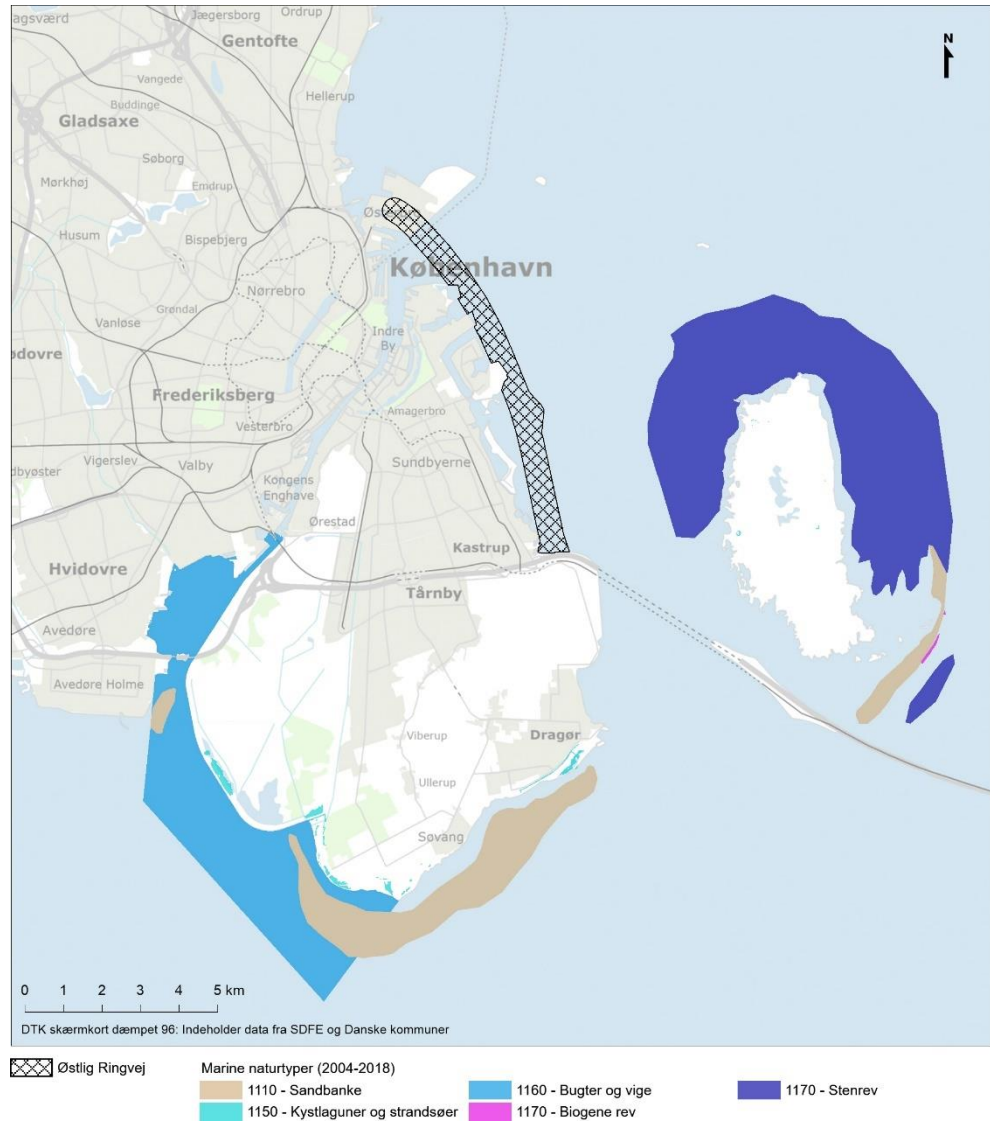 agsværd
Jægersborg
Ordrup
Gentofte
N
Vangede
Hellerup
Buddinge
Gladsaxe
Søborg
Mørkhøj
Emdrup
Husum
Bispebjerg
København
Nørrebro
Grøndal
Vanløse
Indre
By
ødovre
Frederiksberg
Amagerbro
Vesterbro
dbyøster
Vigerslev
Valby
Sundbyerne
Kongens
Enghave
Ørestad
Kastrup
Hvidovre
Tårnby
Avedøre
Avedøre Holme
Viberup
Dragør
Ullerup
Søvang
0 1 2 3 4 5 km
DTK skærmkort dæmpet 96: Indeholder data fra SDFE og Danske kommuner
Østlig Ringvej
Marine naturtyper (2004-2018)
1110 - Sandbanke
1160 - Bugter og vige
1170 - Stenrev
1150 - Kystlaguner og strandsøer
1170 - Biogene rev